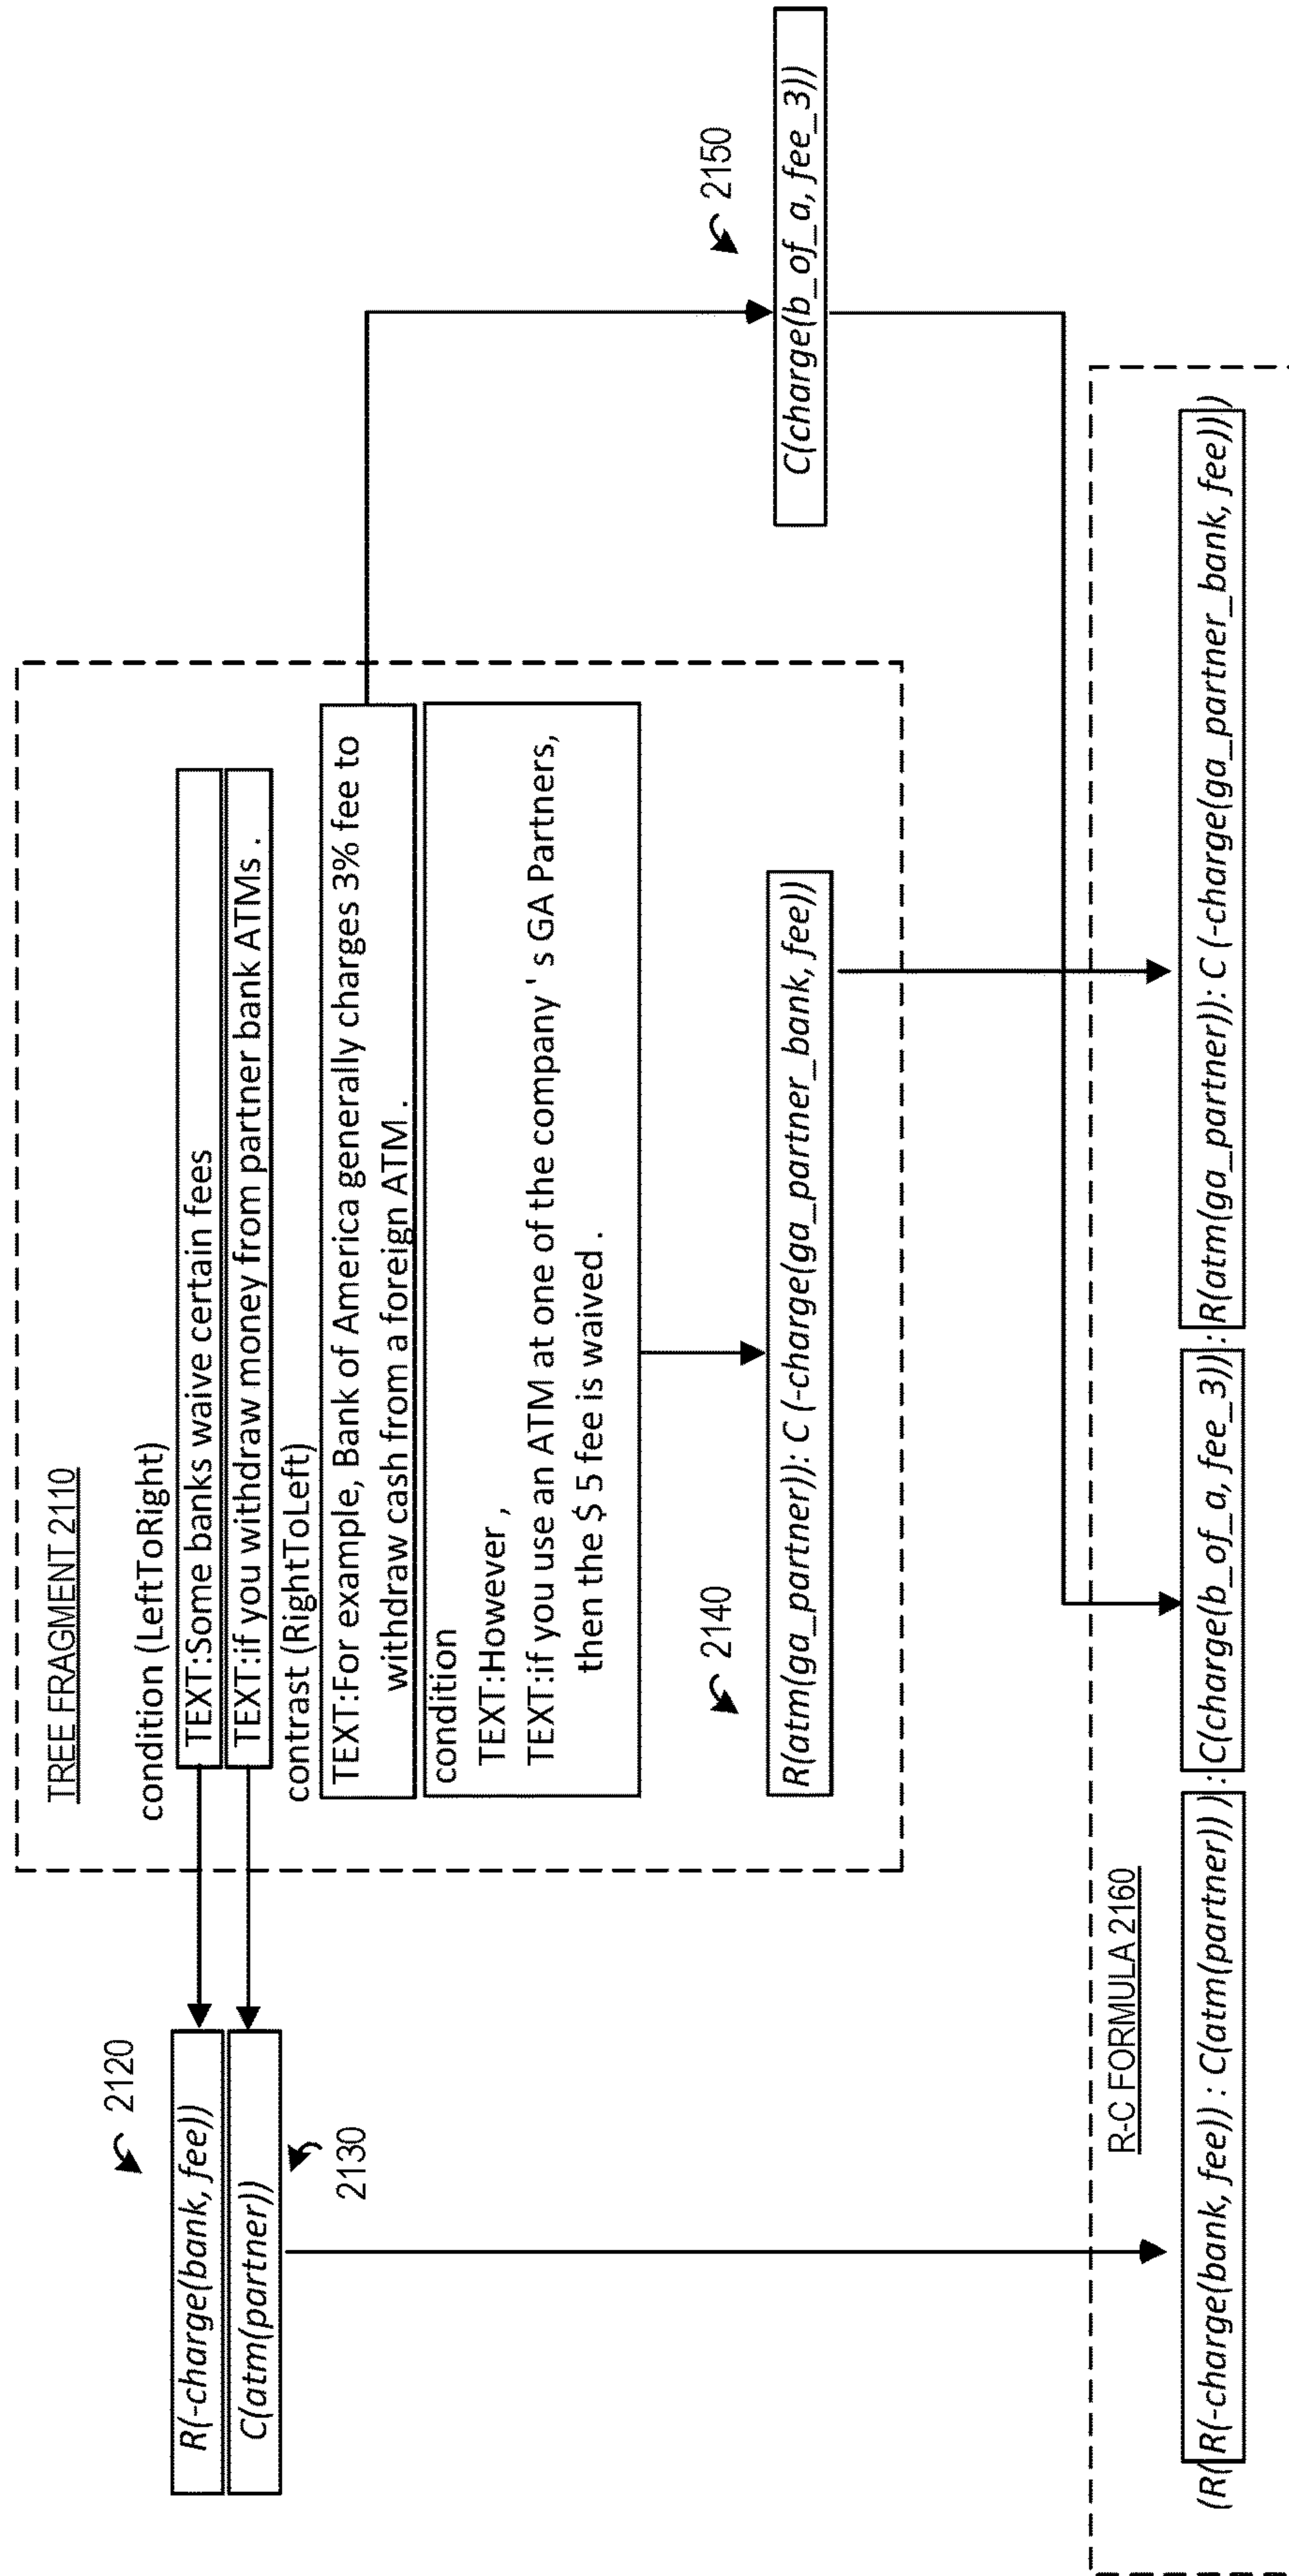 TREE FRAGMENT 2110
condition (LeftToRight)
TEXT:Some banks waive certain fees
TEXT:if you withdraw money from partner bank ATMs .
contrast (RightToLeft)
TEXT:For example, Bank of America generally charges 3% fee to
withdraw cash from a foreign ATM .
condition
TEXT:However ,
TEXT:if you use an ATM at one of the company ' s GA Partners,
then the $ 5 fee is waived .
2120
R(-charge(bank, fee))
C(atm(partner))
2130
2140
R(atm(ga_partner)): C (-charge(ga_partner_bank, fee))
2150
C(charge(b_of_a, fee_3))
R-C FORMULA 2160
(R( R(-charge(bank, fee)) : C(atm(partner)) ) : C(charge(b_of_a, fee_3)) : R(atm(ga_partner)): C (-charge(ga_partner_bank, fee)) )